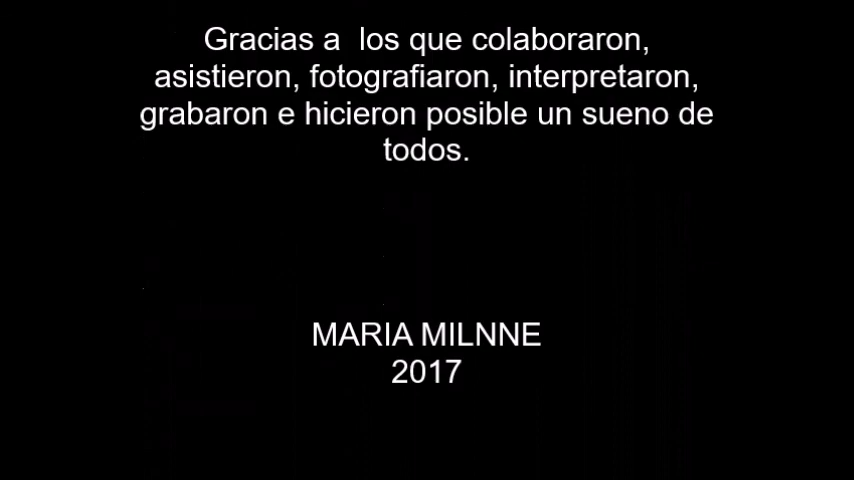 Gracias a  los que colaboraron,
asistieron, fotografiaron, interpretaron,
grabaron e hicieron posible un sueno de
todos.
MARIA MILNNE
2017